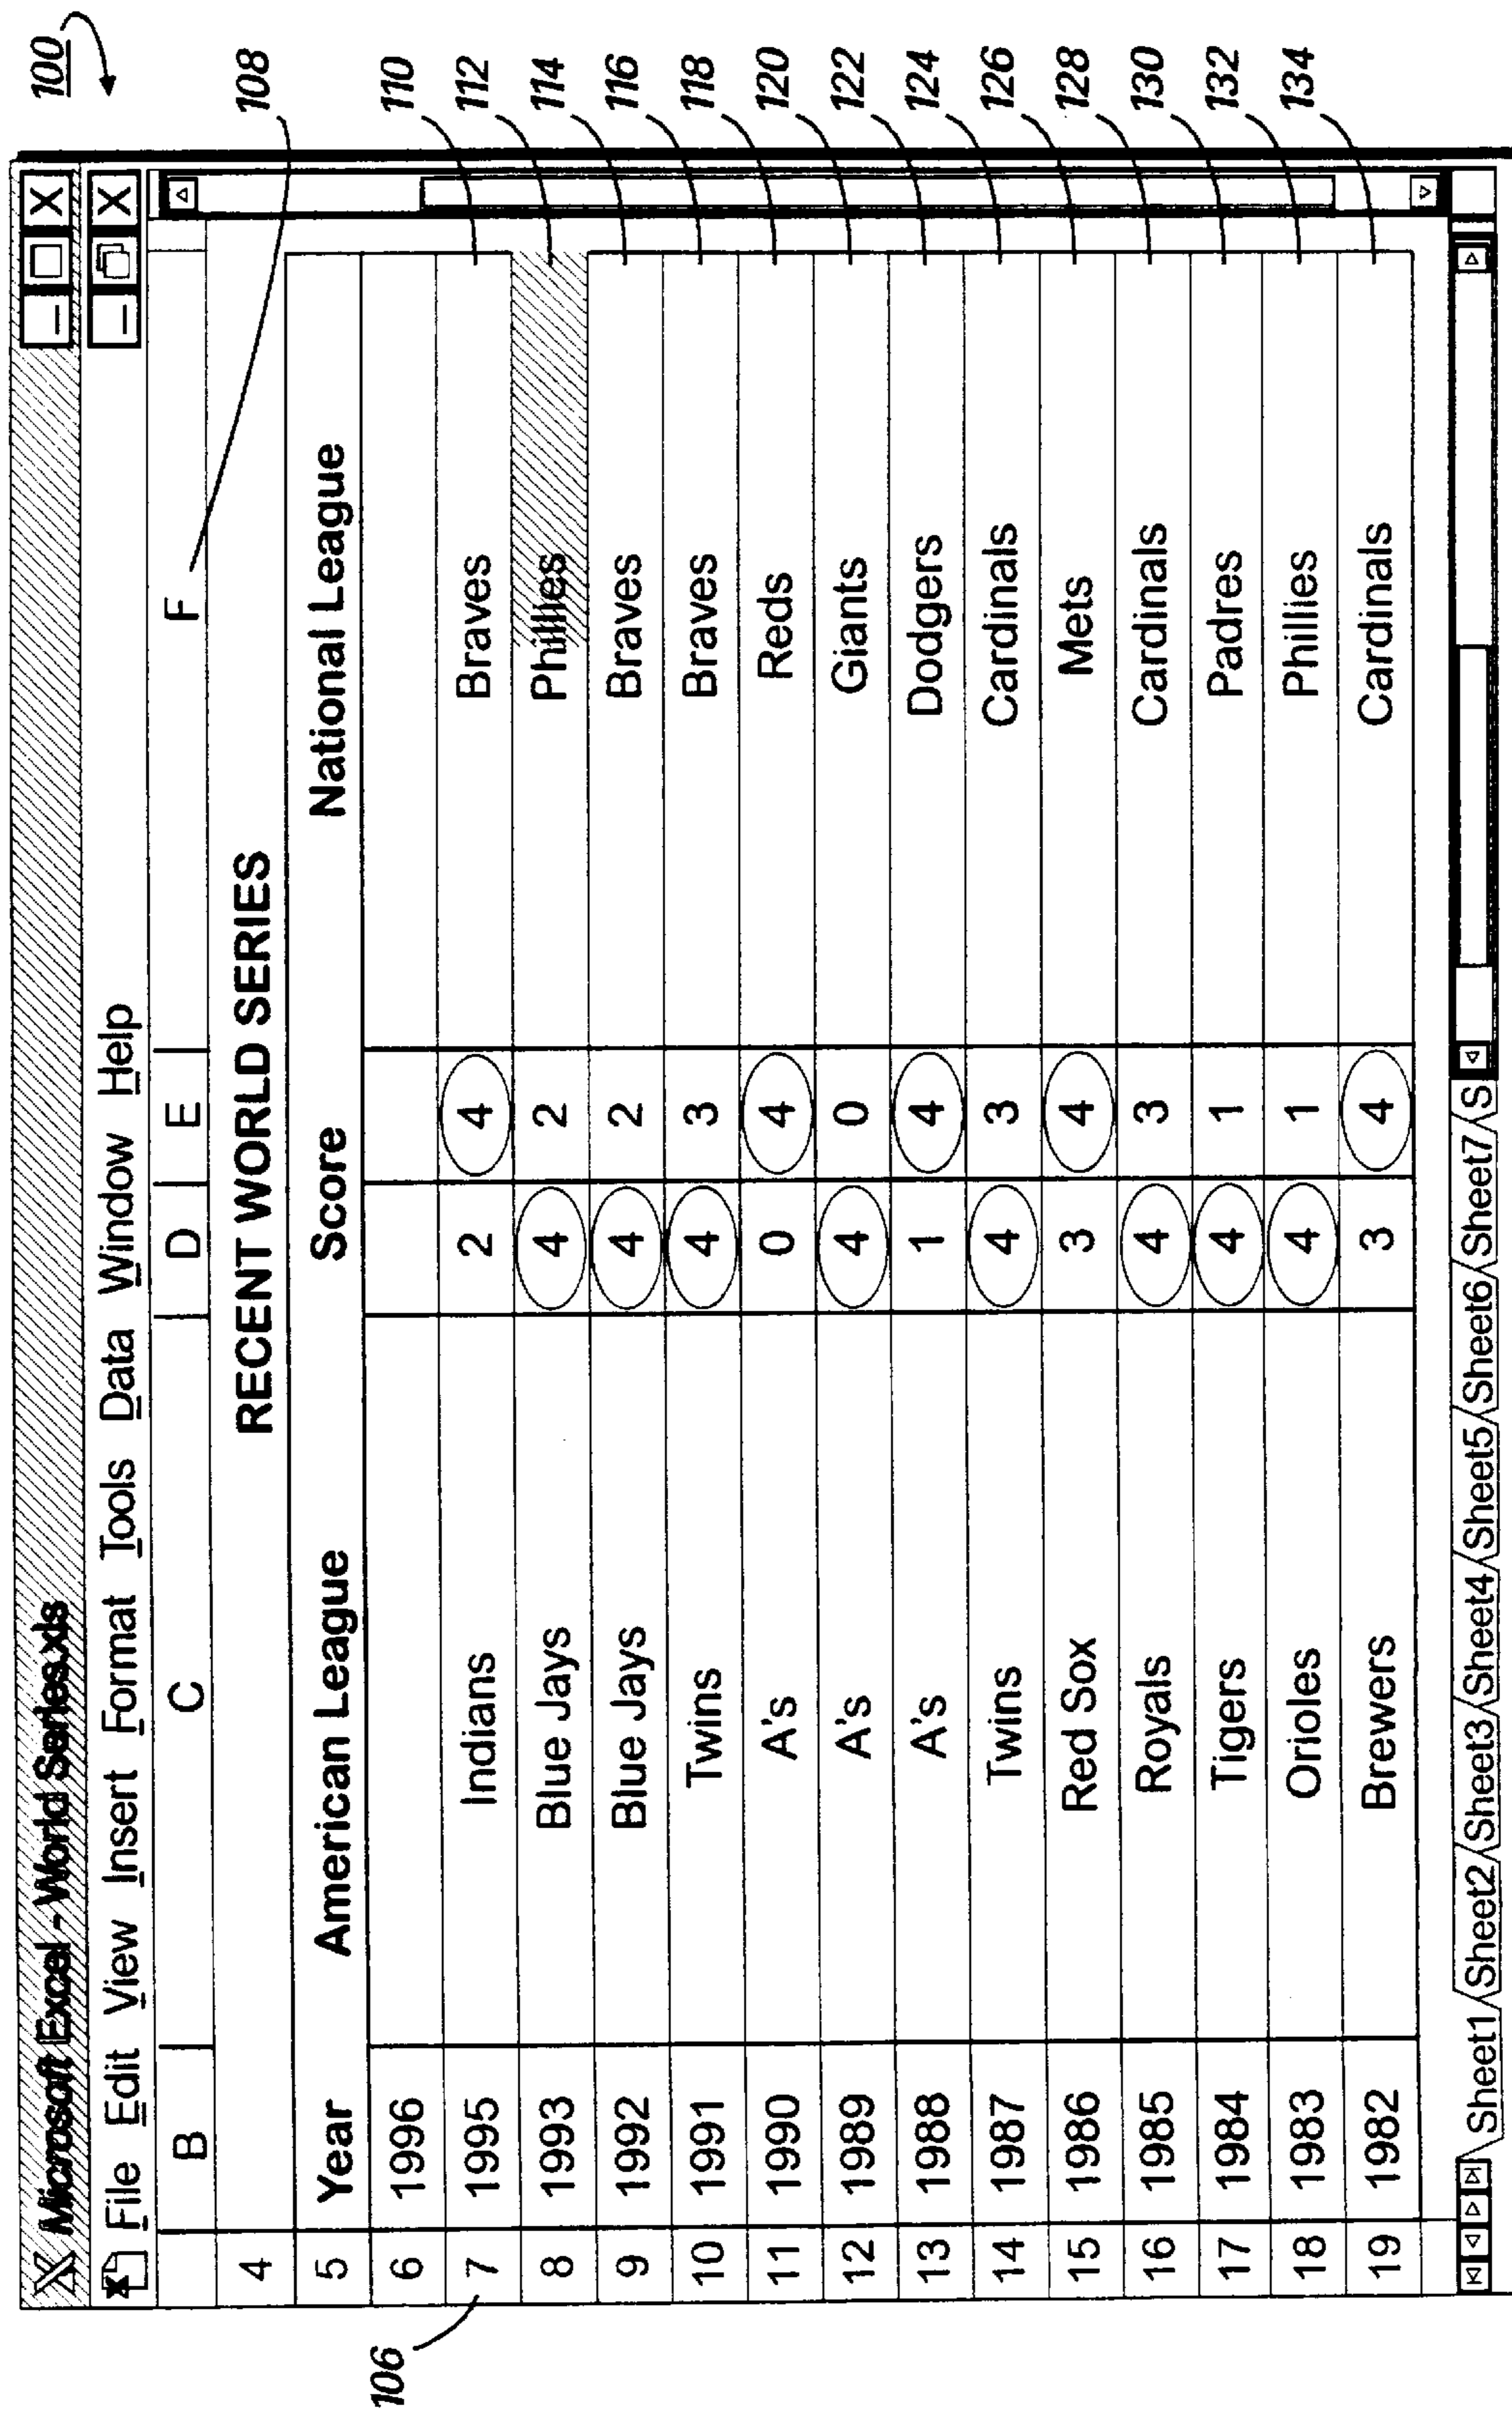 100
Microsoft Excel - World Series.xls
File Edit View Insert Format Tools Data Window Help
B C D E F
108
4 RECENT WORLD SERIES
5 Year American League Score National League
6 1996
106
7 1995 Indians 2 4 Braves 110
8 1993 Blue Jays 4 2 Phillies 112
9 1992 Blue Jays 4 2 Braves 114
10 1991 Twins 4 3 Braves 116
11 1990 A's 0 4 Reds 118
12 1989 A's 4 0 Giants 120
13 1988 A's 1 4 Dodgers 122
14 1987 Twins 4 3 Cardinals 124
15 1986 Red Sox 3 4 Mets 126
16 1985 Royals 4 3 Cardinals 128
17 1984 Tigers 4 1 Padres 130
18 1983 Orioles 4 1 Phillies 132
19 1982 Brewers 3 4 Cardinals 134
Sheet1 Sheet2 Sheet3 Sheet4 Sheet5 Sheet6 Sheet7 S